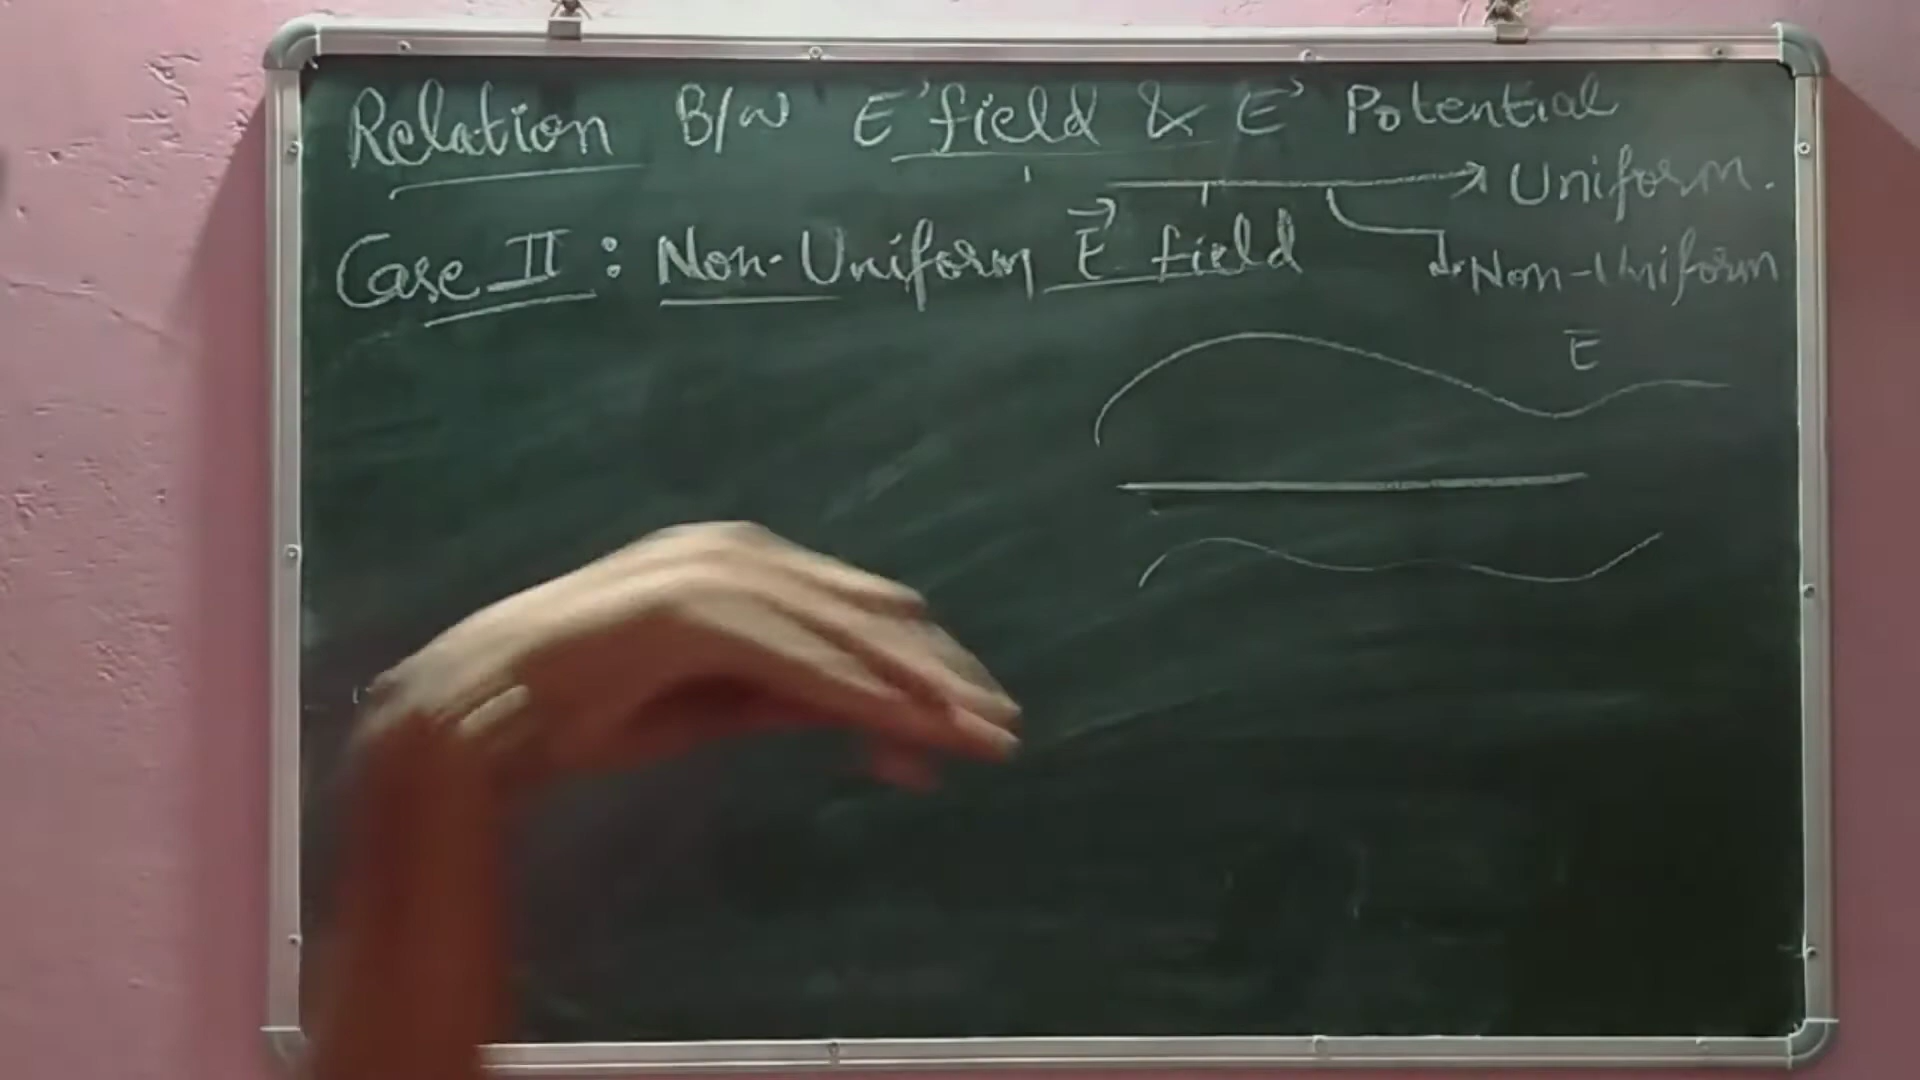 Relation B/w E' field & E' Potential
→ Uniform.
Case II : Non-Uniform E⃗ field
Non-Uniform
E